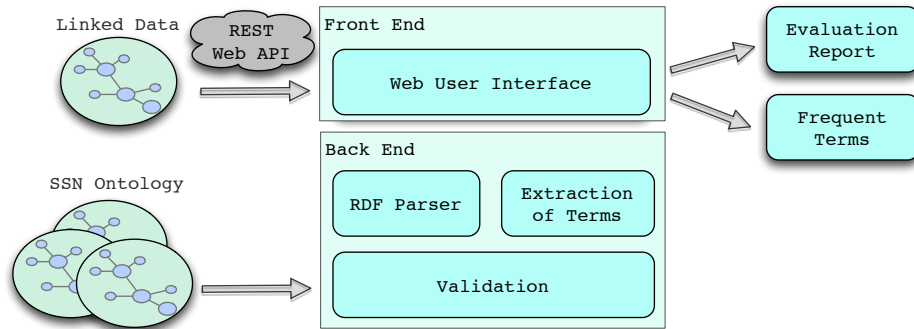 Linked Data
REST
Web API
Front End
Web User Interface
Evaluation
Report
Frequent
Terms
Back End
SSN Ontology
RDF Parser
Extraction
of Terms
Validation